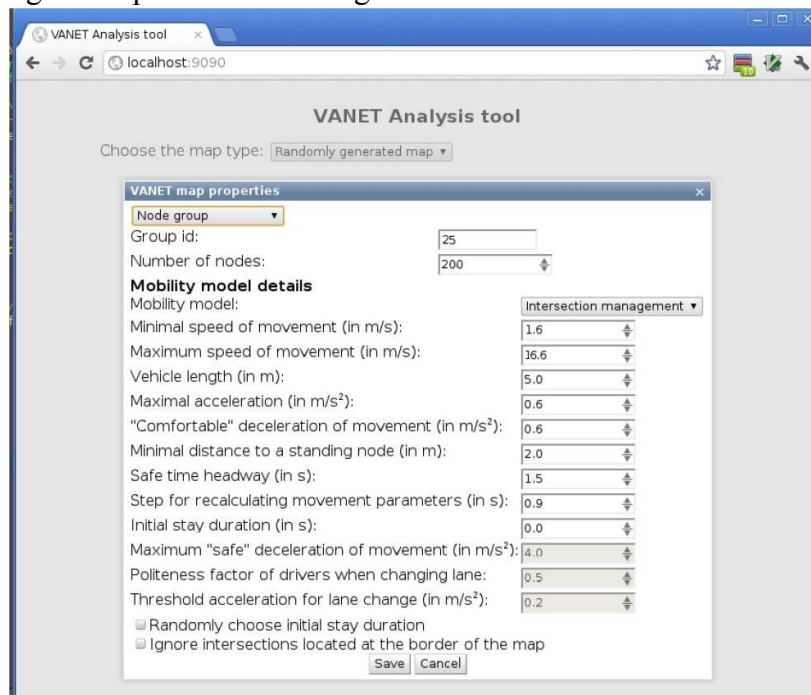 VANET Analysis tool ×
localhost:9090
10
VANET Analysis tool
Choose the map type: Randomly generated map
VANET map properties ×
Node group
Group id: 25
Number of nodes: 200
Mobility model details
Mobility model: Intersection management
Minimal speed of movement (in m/s): 1.6
Maximum speed of movement (in m/s): 16.6
Vehicle length (in m): 5.0
Maximal acceleration (in m/s²): 0.6
"Comfortable" deceleration of movement (in m/s²): 0.6
Minimal distance to a standing node (in m): 2.0
Safe time headway (in s): 1.5
Step for recalculating movement parameters (in s): 0.9
Initial stay duration (in s): 0.0
Maximum "safe" deceleration of movement (in m/s²): 4.0
Politeness factor of drivers when changing lane: 0.5
Threshold acceleration for lane change (in m/s²): 0.2
Randomly choose initial stay duration
Ignore intersections located at the border of the map
Save Cancel